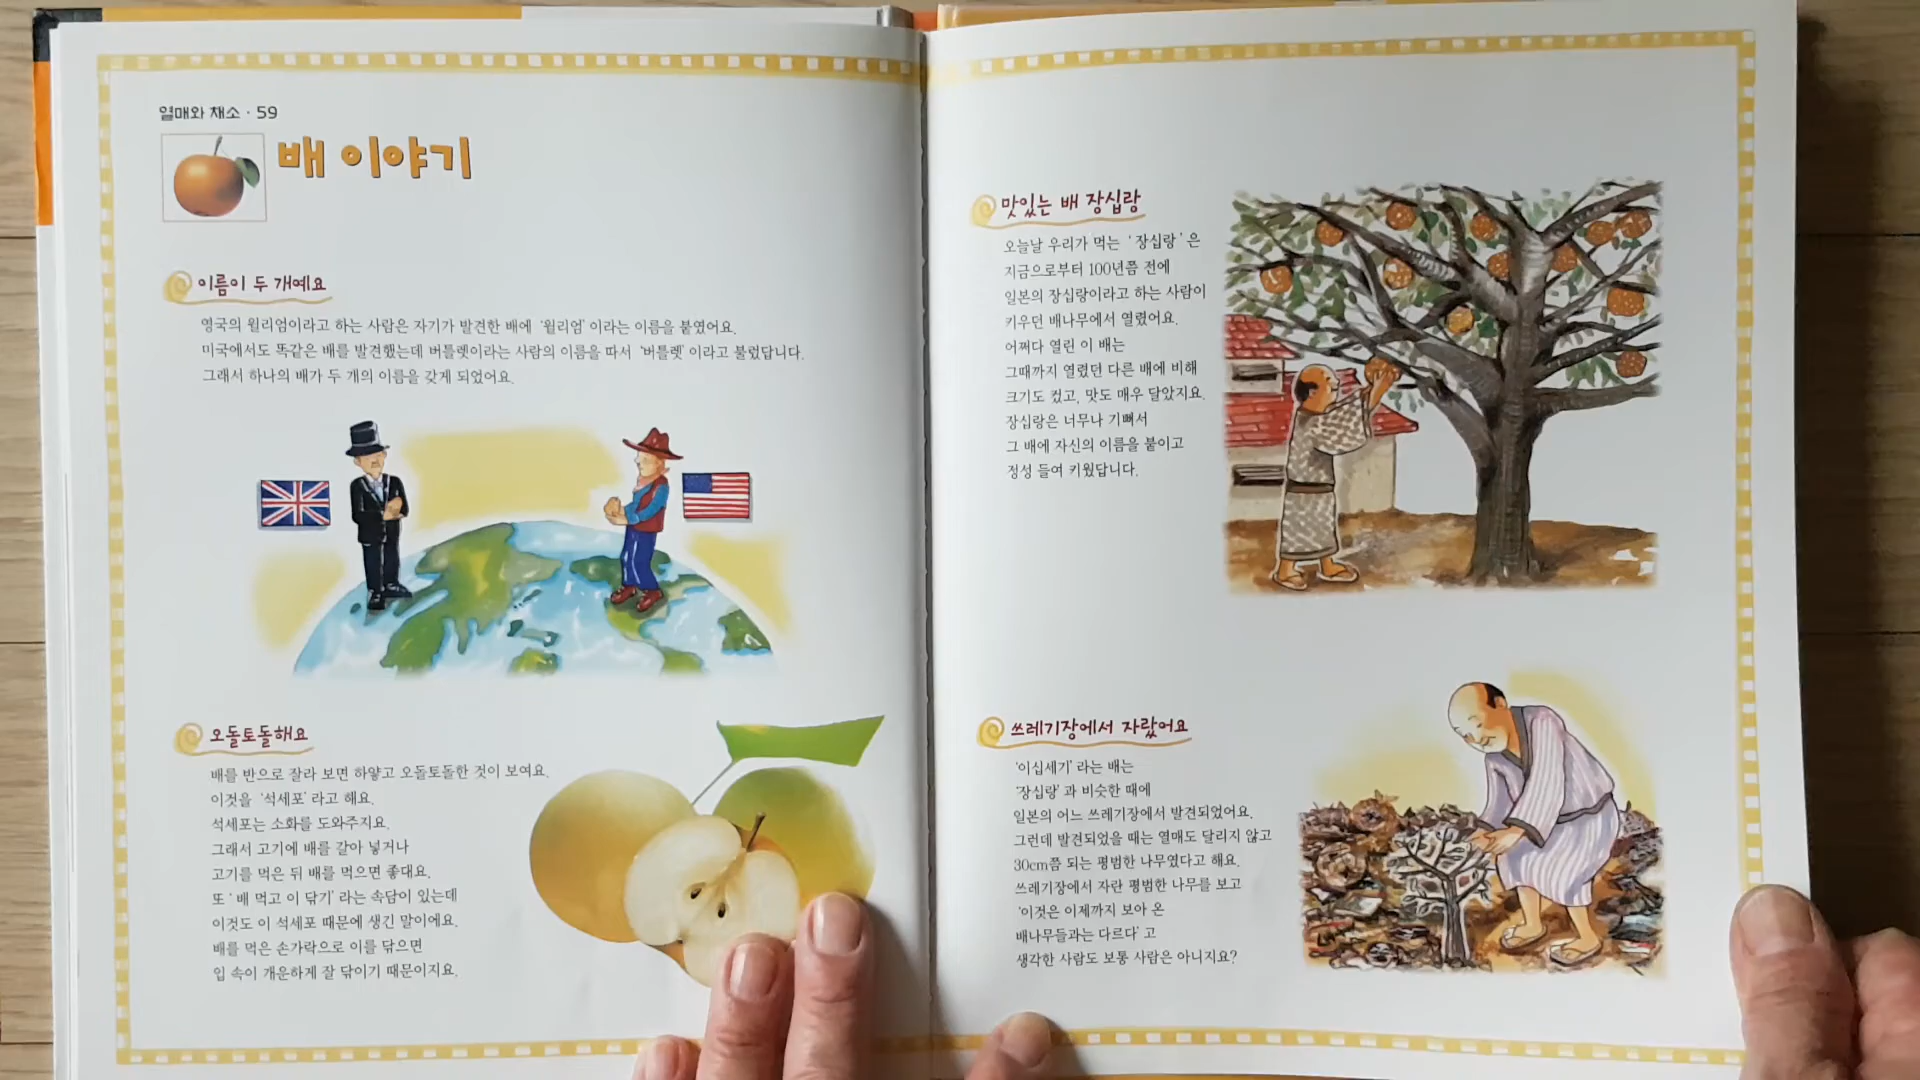 열매와 채소 · 59
배 이야기
이름이 두 개예요
영국의 윌리엄이라고 하는 사람은 자기가 발견한 배에 '윌리엄' 이라는 이름을 붙였어요.
미국에서도 똑같은 배를 발견했는데 버틀렛이라는 사람의 이름을 따서 '버틀렛' 이라고 불렀답니다.
그래서 하나의 배가 두 개의 이름을 갖게 되었어요.
오돌토돌해요
배를 반으로 잘라 보면 하얗고 오돌토돌한 것이 보여요.
이것을 '석세포' 라고 해요.
석세포는 소화를 도와주지요.
그래서 고기에 배를 갈아 넣거나
고기를 먹은 뒤 배를 먹으면 좋대요.
또 ' 배 먹고 이 닦기' 라는 속담이 있는데
이것도 이 석세포 때문에 생긴 말이에요.
배를 먹은 손가락으로 이를 닦으면
입 속이 개운하게 잘 닦이기 때문이지요.
맛있는 배 장십랑
오늘날 우리가 먹는 ' 장십랑 ' 은
지금으로부터 100년쯤 전에
일본의 장십랑이라고 하는 사람이
키우던 배나무에서 열렸어요.
어쩌다 열린 이 배는
그때까지 열렸던 다른 배에 비해
크기도 컸고, 맛도 매우 달았지요.
장십랑은 너무나 기뻐서
그 배에 자신의 이름을 붙이고
정성 들여 키웠답니다.
쓰레기장에서 자랐어요
'이십세기' 라는 배는
'장십랑' 과 비슷한 때에
일본의 어느 쓰레기장에서 발견되었어요.
그런데 발견되었을 때는 열매도 달리지 않고
30cm쯤 되는 평범한 나무였다고 해요.
쓰레기장에서 자란 평범한 나무를 보고
'이것은 이제까지 보아 온
배나무들과는 다르다' 고
생각한 사람도 보통 사람은 아니지요?